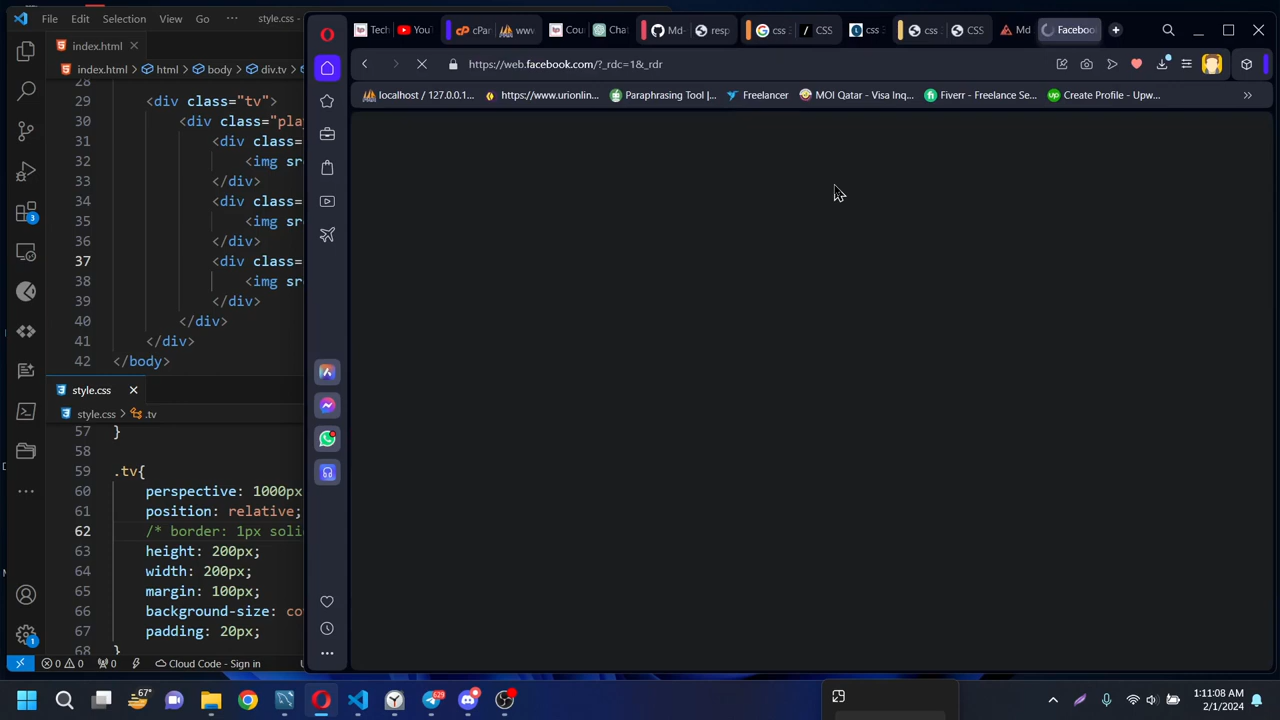 File Edit Selection View Go ··· style.css
index.html
index.html > html > body > div.tv
28
29 <div class="tv">
30 <div class="pla
31 <div class=
32 <img sr
33 </div>
34 <div class=
35 <img sr
36 </div>
37 <div class=
38 <img sr
39 </div>
40 </div>
41 </div>
42 </body>
style.css
style.css > .tv
57 }
58
59 .tv{
60 perspective: 1000px
61 position: relative;
62 /* border: 1px soli
63 height: 200px;
64 width: 200px;
65 margin: 100px;
66 background-size: co
67 padding: 20px;
68 }
0 0 0 Cloud Code - Sign in
3
1
Tech You cPar www Cou Chat Md- resp css CSS css css CSS Md Faceboo
https://web.facebook.com/?_rdc=1&_rdr
localhost / 127.0.0.1... https://www.urionlin... Paraphrasing Tool |... Freelancer MOI Qatar - Visa Inq... Fiverr - Freelance Se... Create Profile - Upw... »
67° 629
1:11:08 AM
2/1/2024